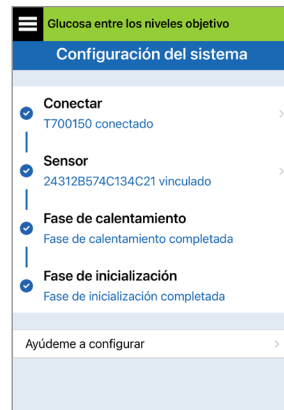 Glucosa entre los niveles objetivo
Configuración del sistema
Conectar
T700150 conectado
Sensor
24312B574C134C21 vinculado
Fase de calentamiento
Fase de calentamiento completada
Fase de inicialización
Fase de inicialización completada
Ayúdeme a configurar